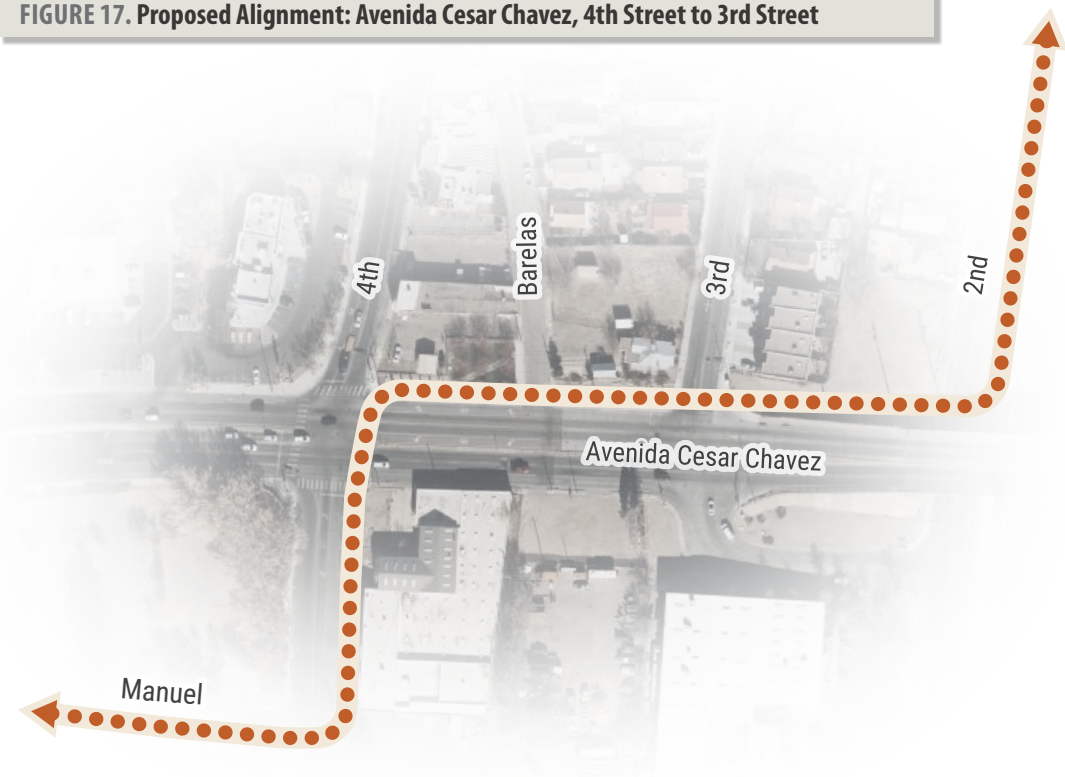 FIGURE 17. Proposed Alignment: Avenida Cesar Chavez, 4th Street to 3rd Street
4th
Barelas
3rd
2nd
Avenida Cesar Chavez
Manuel